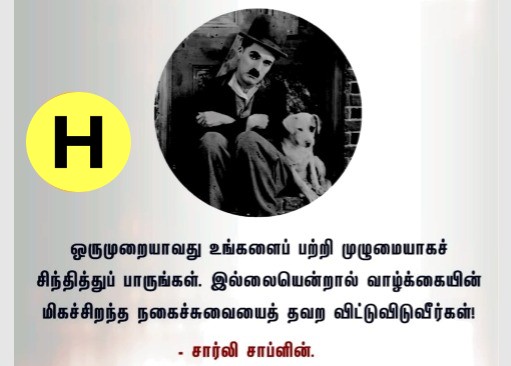 H
ஒருமுறையாவது உங்களைப் பற்றி முழுமையாகச்
சிந்தித்துப் பாருங்கள். இல்லையென்றால் வாழ்க்கையின்
மிகச்சிறந்த நகைச்சுவையைத் தவற விட்டுவிடுவீர்கள்!
- சார்லி சாப்ளின்.